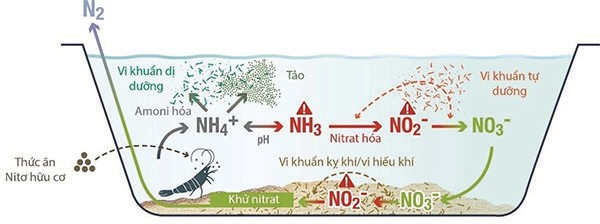 N₂
Vi khuẩn dị
dưỡng
Tảo
Vi khuẩn tự
dưỡng
Amoni hóa
NH4⁺
pH
NH3
Nitrat hóa
NO2⁻
NO3⁻
Thức ăn
Nitơ hữu cơ
Vi khuẩn kỵ khí/vi hiếu khí
Khử nitrat
NO2⁻
NO3⁻